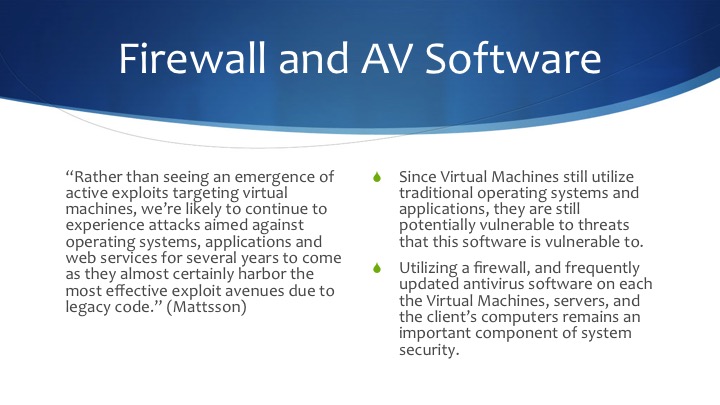 Firewall and AV Software
“Rather than seeing an emergence of
active exploits targeting virtual
machines, we’re likely to continue to
experience attacks aimed against
operating systems, applications and
web services for several years to come
as they almost certainly harbor the
most effective exploit avenues due to
legacy code.” (Mattsson)
Since Virtual Machines still utilize
traditional operating systems and
applications, they are still
potentially vulnerable to threats
that this software is vulnerable to.
Utilizing a firewall, and frequently
updated antivirus software on each
the Virtual Machines, servers, and
the client’s computers remains an
important component of system
security.